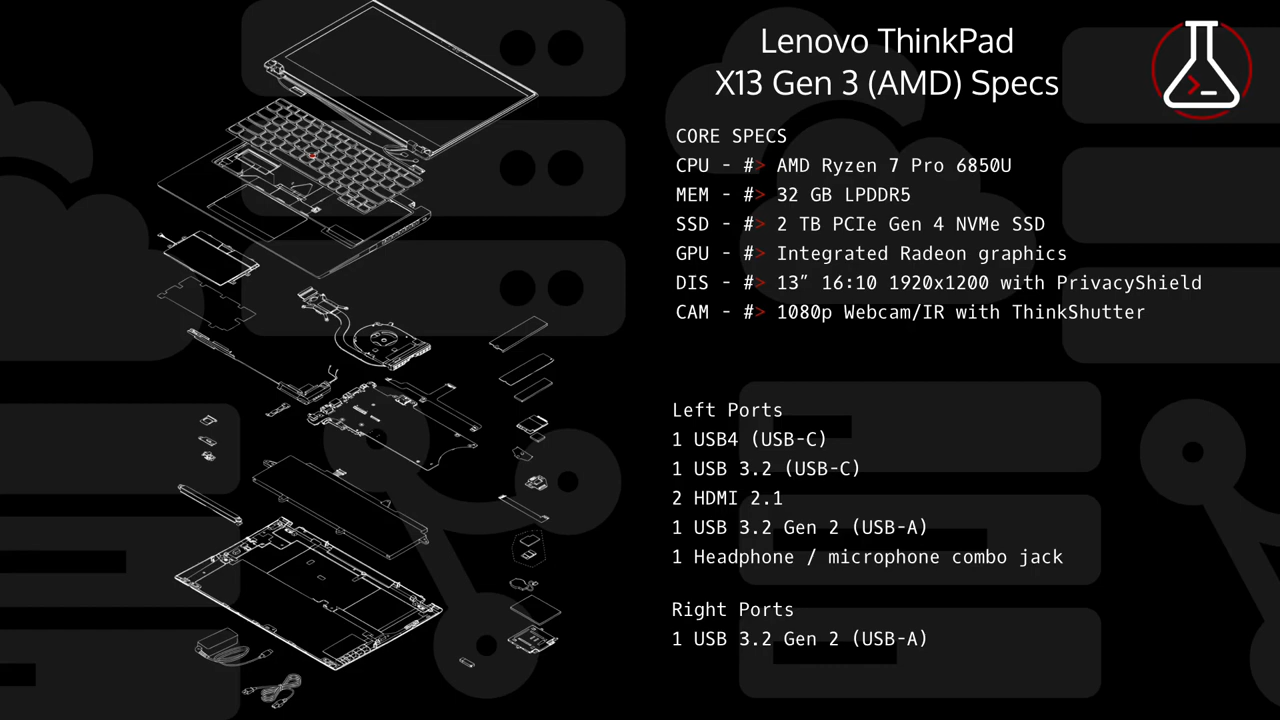 Lenovo ThinkPad
X13 Gen 3 (AMD) Specs
CORE SPECS
CPU - #> AMD Ryzen 7 Pro 6850U
MEM - #> 32 GB LPDDR5
SSD - #> 2 TB PCIe Gen 4 NVMe SSD
GPU - #> Integrated Radeon graphics
DIS - #> 13” 16:10 1920x1200 with PrivacyShield
CAM - #> 1080p Webcam/IR with ThinkShutter
Left Ports
1 USB4 (USB-C)
1 USB 3.2 (USB-C)
2 HDMI 2.1
1 USB 3.2 Gen 2 (USB-A)
1 Headphone / microphone combo jack
Right Ports
1 USB 3.2 Gen 2 (USB-A)